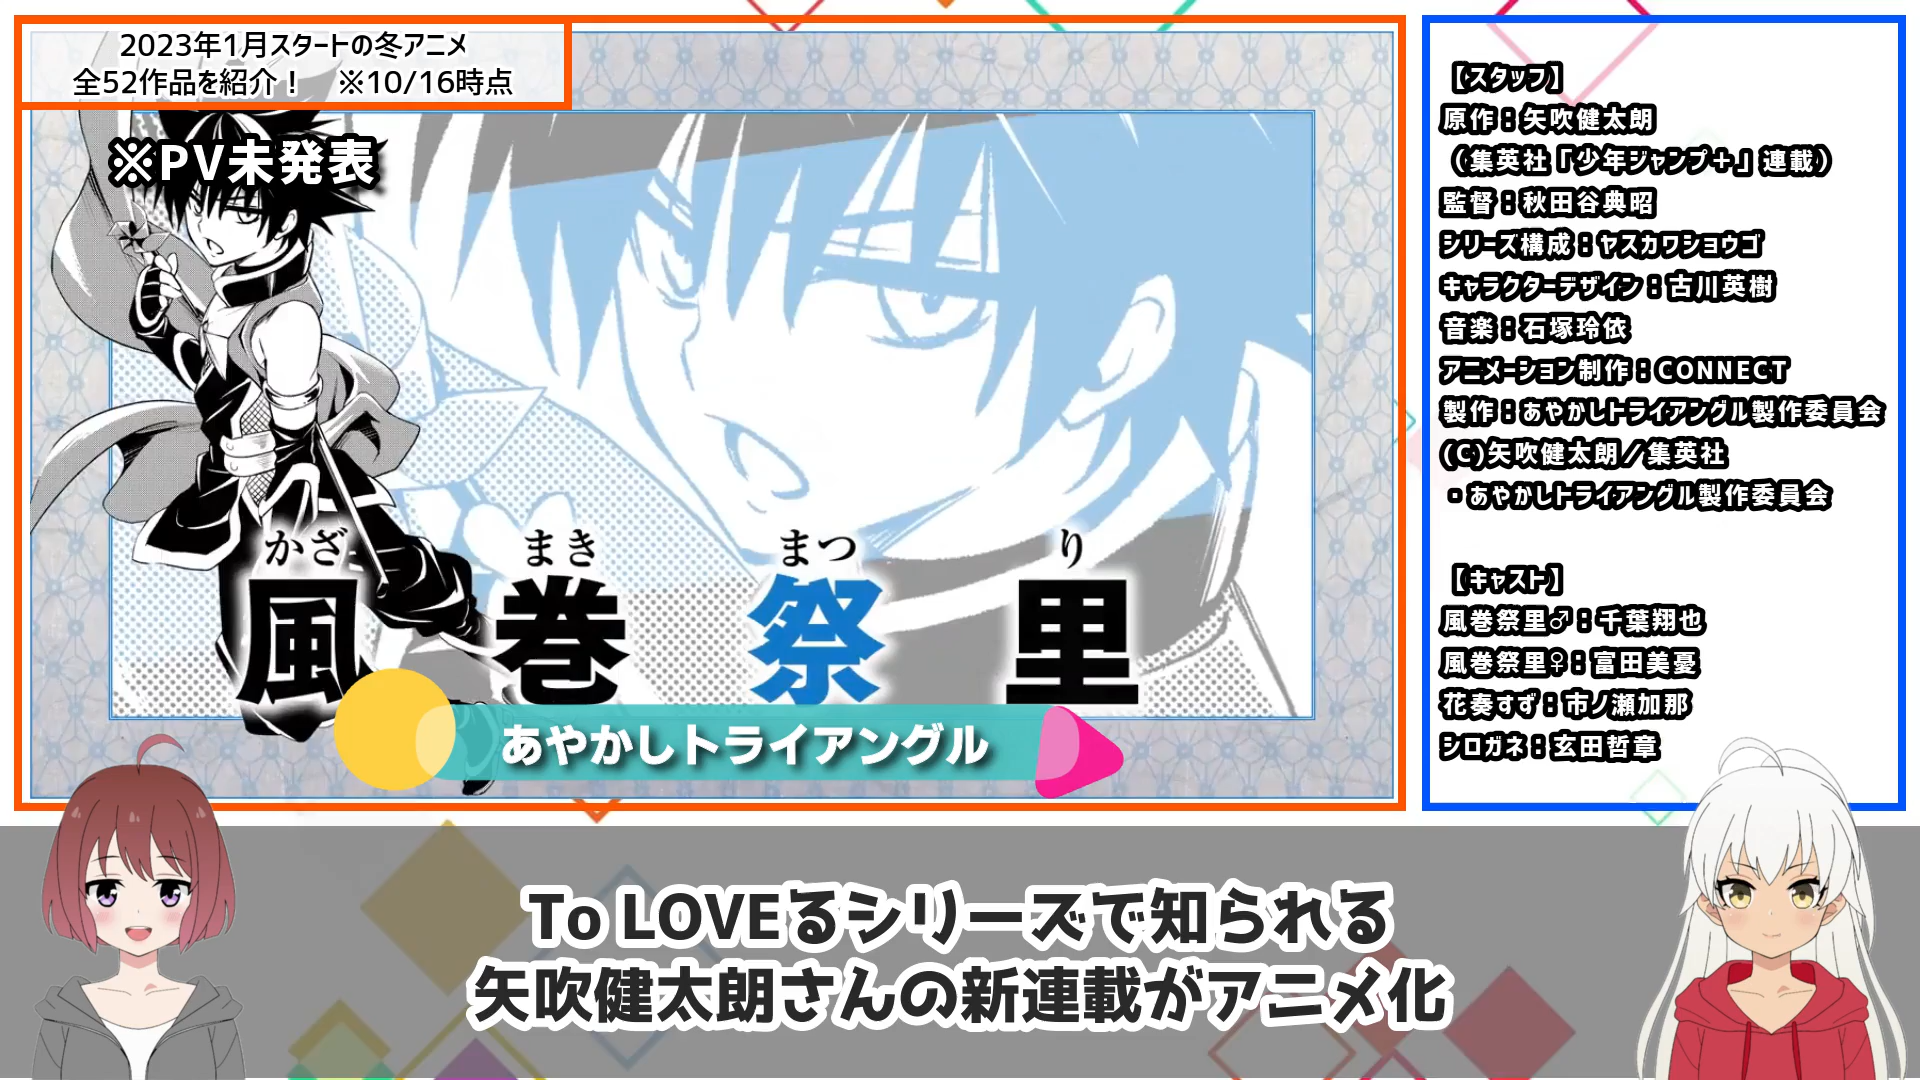 2023年1月スタートの冬アニメ
全52作品を紹介！　※10/16時点
※PV未発表
かざ まき まつ り
風巻祭里
あやかしトライアングル
【スタッフ】
原作：矢吹健太朗
（集英社「少年ジャンプ＋」連載）
監督：秋田谷典昭
シリーズ構成：ヤスカワショウゴ
キャラクターデザイン：古川英樹
音楽：石塚玲依
アニメーション制作：CONNECT
製作：あやかしトライアングル製作委員会
(C)矢吹健太朗／集英社
・あやかしトライアングル製作委員会
【キャスト】
風巻祭里♂：千葉翔也
風巻祭里♀：富田美憂
花奏すず：市ノ瀬加那
シロガネ：玄田哲章
To LOVEるシリーズで知られる
矢吹健太朗さんの新連載がアニメ化